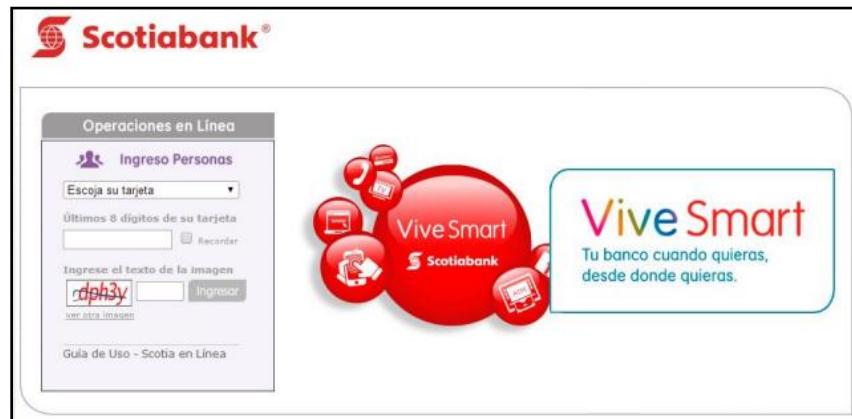 Scotiabank®
Operaciones en Línea
Ingreso Personas
Escoja su tarjeta
Últimos 8 dígitos de su tarjeta
Recordar
Ingrese el texto de la imagen
dph3y
Ingresar
ver otra imagen
Guía de Uso - Scotia en Línea
TV
Vive Smart
Scotiabank
ATM
Vive Smart
Tu banco cuando quieras,
desde donde quieras.